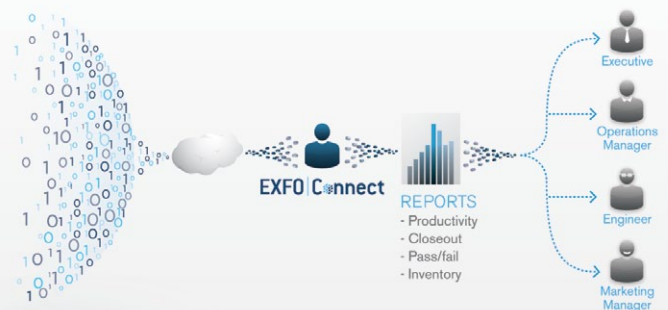 EXFO Connect
REPORTS
- Productivity
- Closeout
- Pass/fail
- Inventory
Executive
Operations
Manager
Engineer
Marketing
Manager